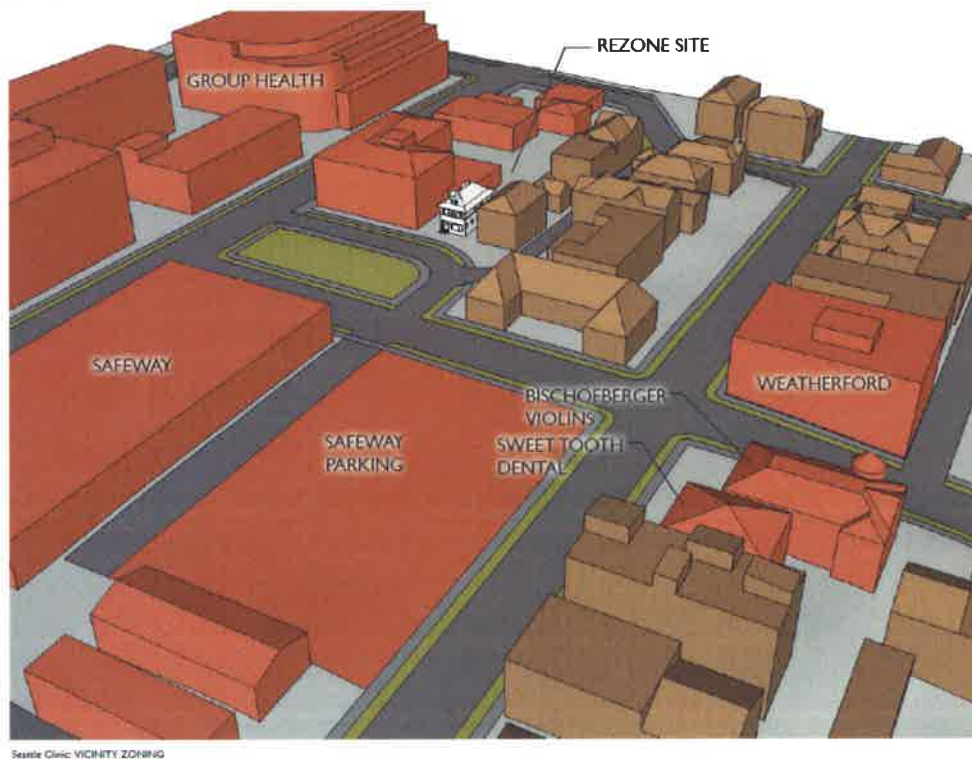 REZONE SITE
GROUP HEALTH
SAFEWAY
WEATHERFORD
BISCHOFBERGER
VIOLINS
SAFEWAY
PARKING
SWEET TOOTH
DENTAL
Seattle Clinic: VICINITY ZONING